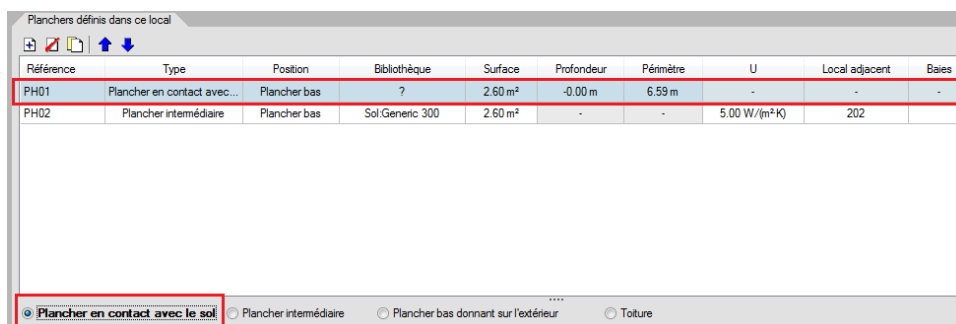 Planchers définis dans ce local
Référence Type Position Bibliothèque Surface Profondeur Périmètre U Local adjacent Baies
PH01 Plancher en contact avec... Plancher bas ? 2.60 m² -0.00 m 6.59 m - - -
PH02 Plancher intermédiaire Plancher bas Sol:Generic 300 2.60 m² - - 5.00 W/(m²·K) 202
Plancher en contact avec le sol Plancher intermédiaire Plancher bas donnant sur l'extérieur Toiture